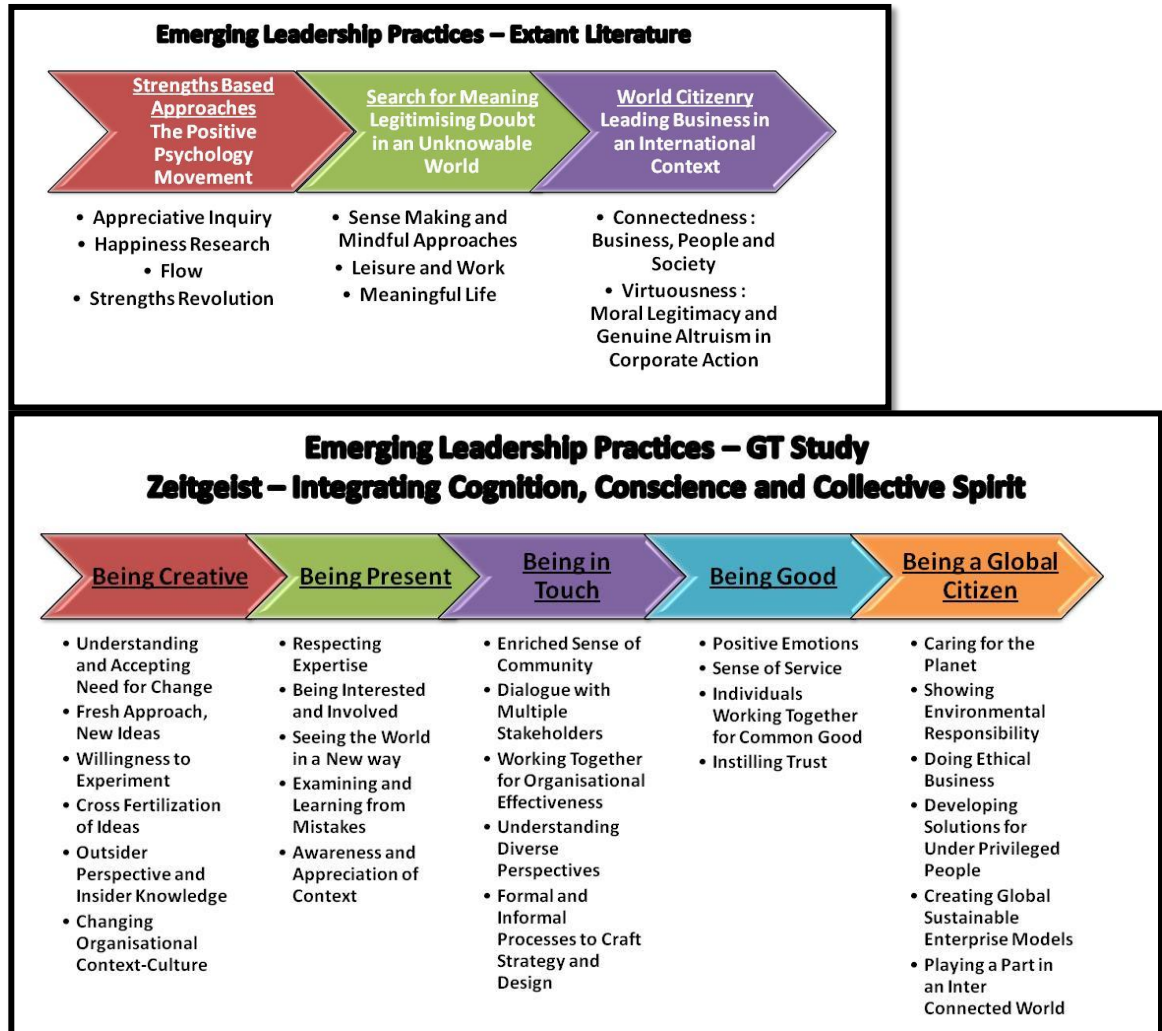 Emerging Leadership Practices – Extant Literature
Strengths Based
Approaches
The Positive
Psychology
Movement
• Appreciative Inquiry
• Happiness Research
• Flow
• Strengths Revolution
Search for Meaning
Legitimising Doubt
in an Unknowable
World
• Sense Making and
Mindful Approaches
• Leisure and Work
• Meaningful Life
World Citizenry
Leading Business in
an International
Context
• Connectedness :
Business, People and
Society
• Virtuousness :
Moral Legitimacy and
Genuine Altruism in
Corporate Action
Emerging Leadership Practices – GT Study
Zeitgeist – Integrating Cognition, Conscience and Collective Spirit
Being Creative
• Understanding
and Accepting
Need for Change
• Fresh Approach,
New Ideas
• Willingness to
Experiment
• Cross Fertilization
of Ideas
• Outsider
Perspective and
Insider Knowledge
• Changing
Organisational
Context-Culture
Being Present
• Respecting
Expertise
• Being Interested
and Involved
• Seeing the World
in a New way
• Examining and
Learning from
Mistakes
• Awareness and
Appreciation of
Context
Being in
Touch
• Enriched Sense of
Community
• Dialogue with
Multiple
Stakeholders
• Working Together
for Organisational
Effectiveness
• Understanding
Diverse
Perspectives
• Formal and
Informal
Processes to Craft
Strategy and
Design
Being Good
• Positive Emotions
• Sense of Service
• Individuals
Working Together
for Common Good
• Instilling Trust
Being a Global
Citizen
• Caring for the
Planet
• Showing
Environmental
Responsibility
• Doing Ethical
Business
• Developing
Solutions for
Under Privileged
People
• Creating Global
Sustainable
Enterprise Models
• Playing a Part in
an Inter
Connected World